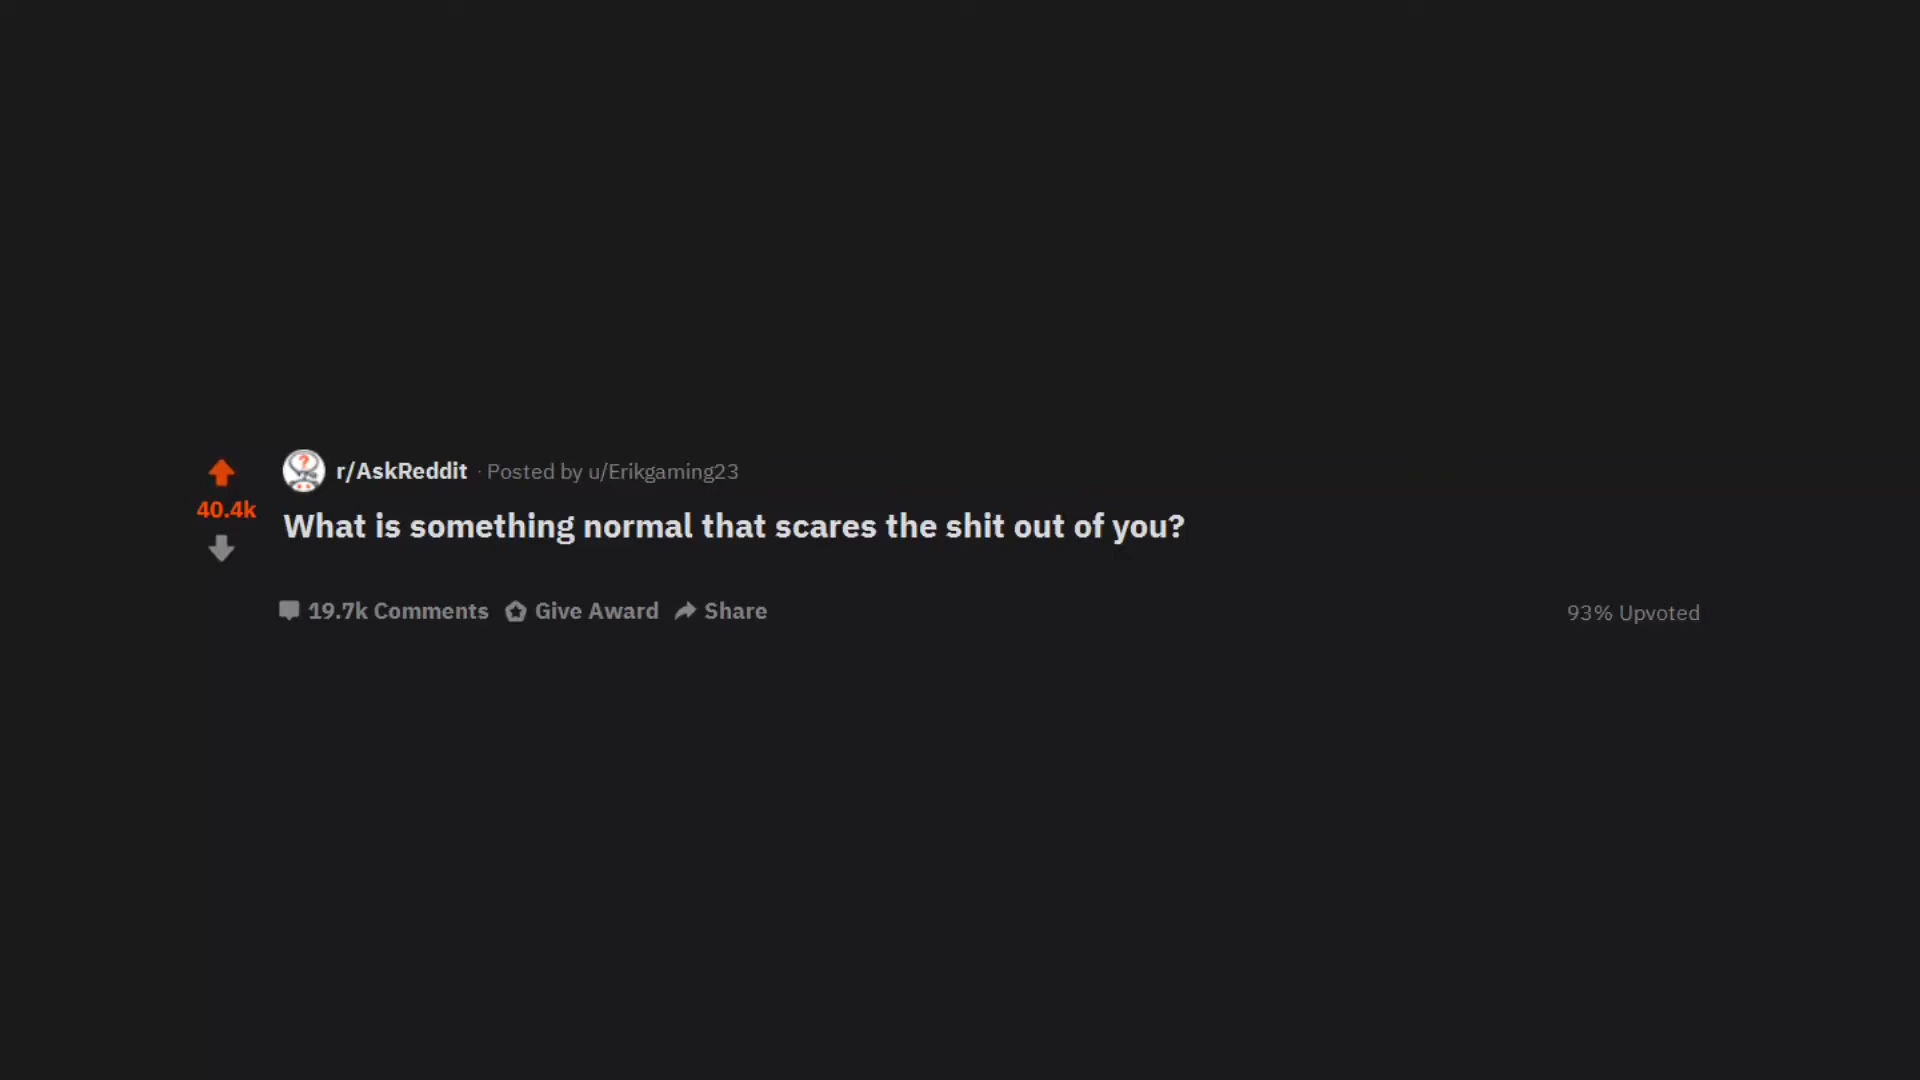 r/AskReddit · Posted by u/Erikgaming23
40.4k
What is something normal that scares the shit out of you?
19.7k Comments Give Award Share
93% Upvoted